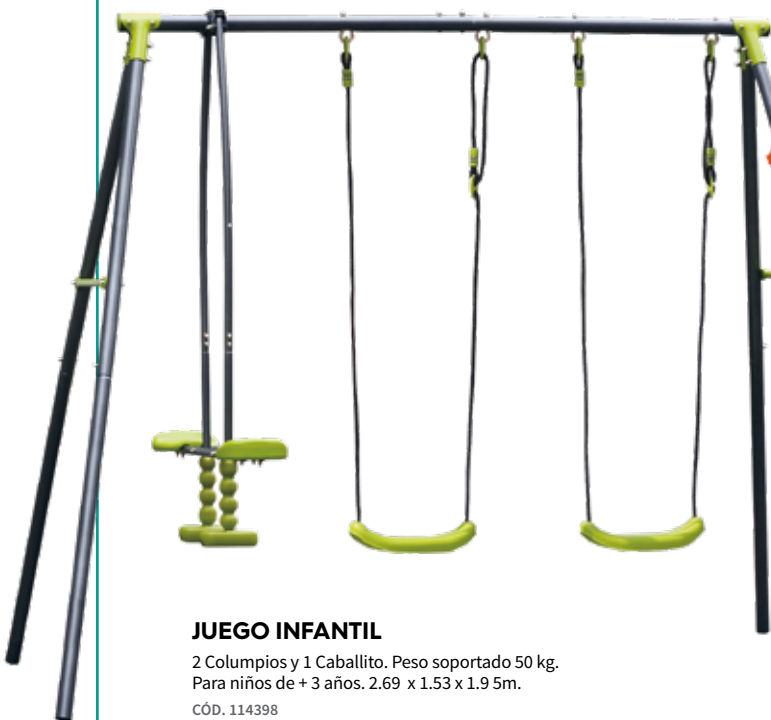 JUEGO INFANTIL
2 Columpios y 1 Caballito. Peso soportado 50 kg.
Para niños de + 3 años. 2.69 x 1.53 x 1.9 5m.
CÓD. 114398